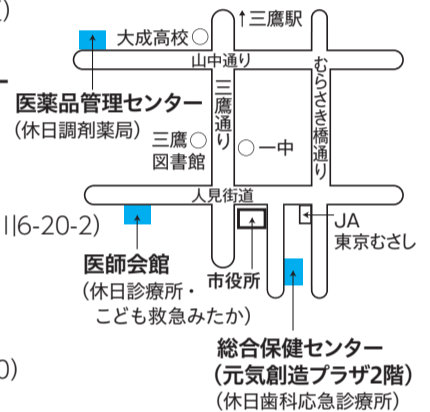 ↑三鷹駅
大成高校○
山中通り
むらさき橋通り
三鷹通り
医薬品管理センター
(休日調剤薬局)
三鷹○
図書館
○一中
人見街道
6-20-2)
JA
東京むさし
市役所
医師会館
(休日診療所・
こども救急みたか)
0)
総合保健センター
(元気創造プラザ2階)
(休日歯科応急診療所)